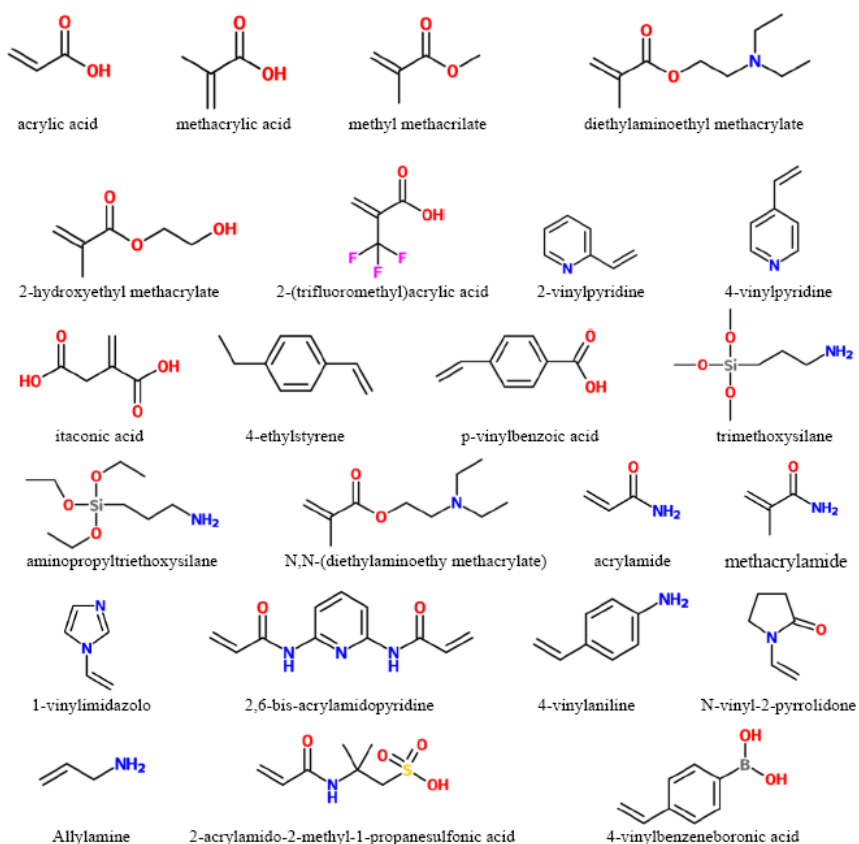 acrylic acid
methacrylic acid
methyl methacrilate
diethylaminoethyl methacrylate
2-hydroxyethyl methacrylate
2-(trifluoromethyl)acrylic acid
2-vinylpyridine
4-vinylpyridine
itaconic acid
4-ethylstyrene
p-vinylbenzoic acid
trimethoxysilane
aminopropyltriethoxysilane
N,N-(diethylaminoethy methacrylate)
acrylamide
methacrylamide
1-vinylimidazolo
2,6-bis-acrylamidopyridine
4-vinylaniline
N-vinyl-2-pyrrolidone
Allylamine
2-acrylamido-2-methyl-1-propanesulfonic acid
4-vinylbenzeneboronic acid